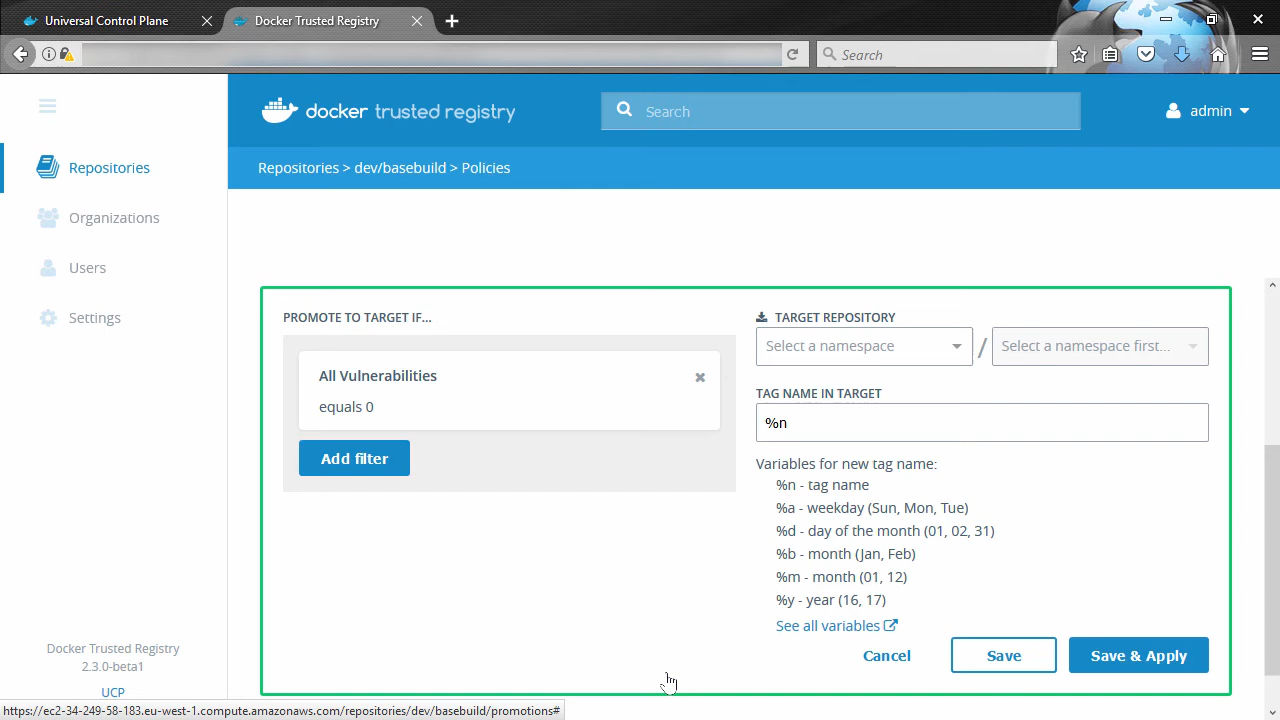 Universal Control Plane
Docker Trusted Registry
Search
docker trusted registry
Search
admin
Repositories > dev/basebuild > Policies
Repositories
Organizations
Users
Settings
PROMOTE TO TARGET IF...
All Vulnerabilities
equals 0
Add filter
TARGET REPOSITORY
Select a namespace
/
Select a namespace first...
TAG NAME IN TARGET
%n
Variables for new tag name:
%n - tag name
%a - weekday (Sun, Mon, Tue)
%d - day of the month (01, 02, 31)
%b - month (Jan, Feb)
%m - month (01, 12)
%y - year (16, 17)
See all variables
Cancel
Save
Save & Apply
Docker Trusted Registry
2.3.0-beta1
UCP
https://ec2-34-249-58-183.eu-west-1.compute.amazonaws.com/repositories/dev/basebuild/promotions#